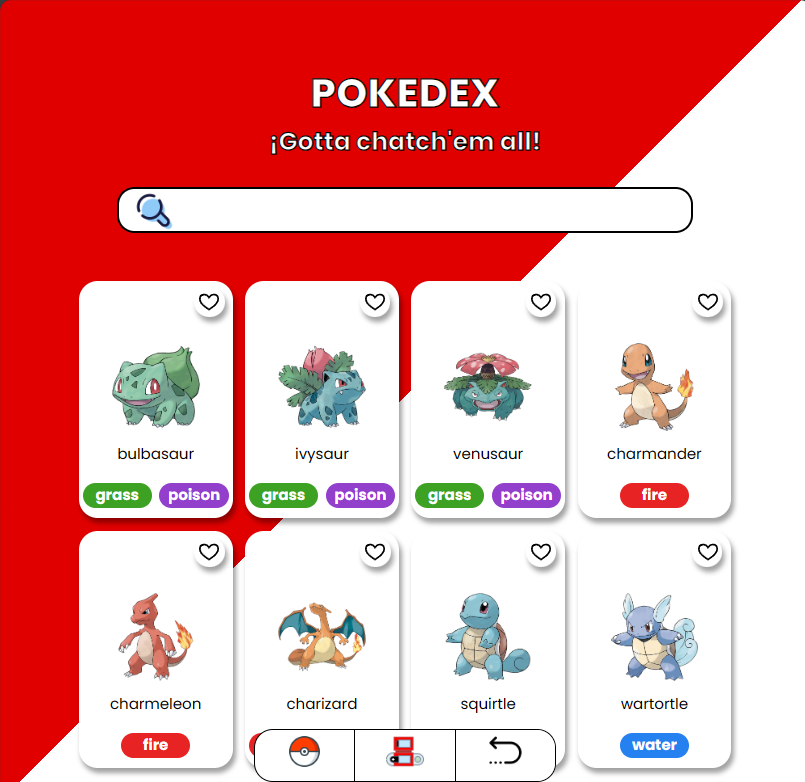 POKEDEX
¡Gotta chatch'em all!
bulbasaur ivysaur venusaur charmander
grass poison grass poison grass poison fire
charmeleon charizard squirtle wartortle
fire water